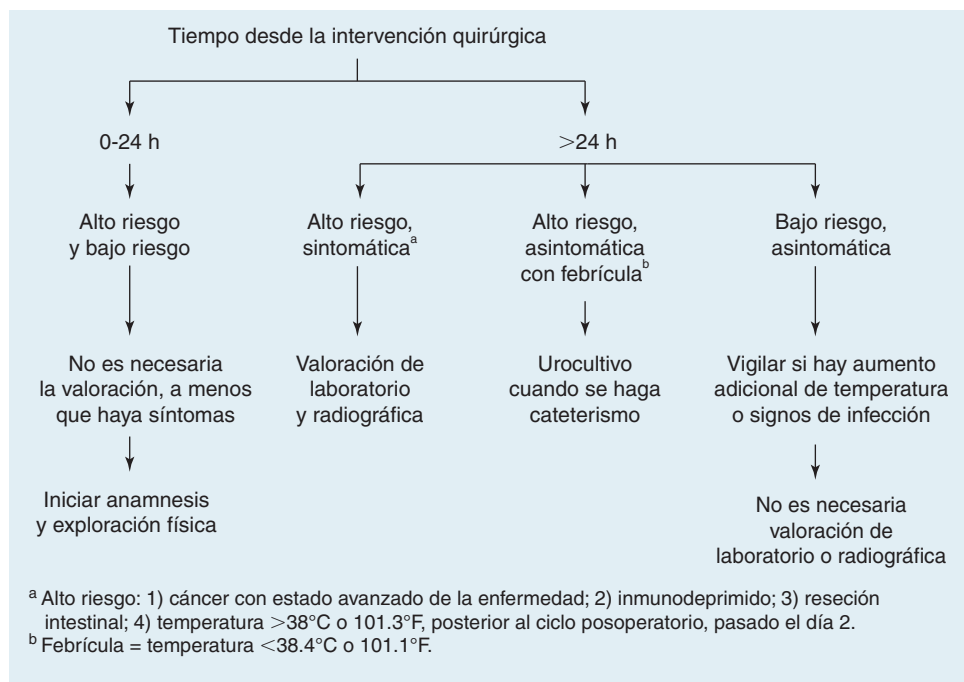 Tiempo desde la intervención quirúrgica
0-24 h
>24 h
Alto riesgo
y bajo riesgo
Alto riesgo,
sintomática^a
Alto riesgo,
asintomática
con febrícula^b
Bajo riesgo,
asintomática
No es necesaria
la valoración, a menos
que haya síntomas
Valoración de
laboratorio
y radiográfica
Urocultivo
cuando se haga
cateterismo
Vigilar si hay aumento
adicional de temperatura
o signos de infección
Iniciar anamnesis
y exploración física
No es necesaria
valoración de
laboratorio o radiográfica
^a Alto riesgo: 1) cáncer con estado avanzado de la enfermedad; 2) inmunodeprimido; 3) reseción
intestinal; 4) temperatura >38°C o 101.3°F, posterior al ciclo posoperatorio, pasado el día 2.
^b Febrícula = temperatura <38.4°C o 101.1°F.